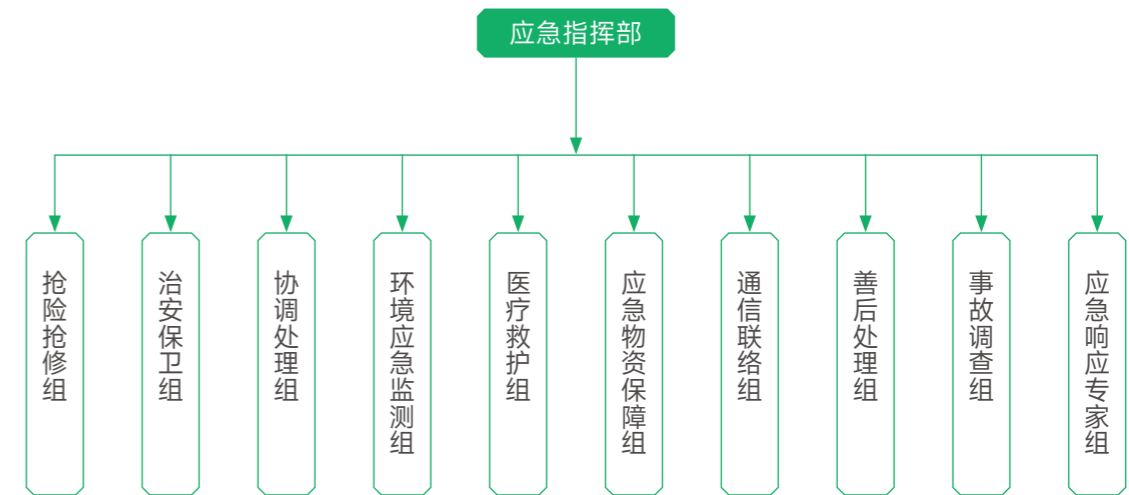 应急指挥部
抢险抢修组
治安保卫组
协调处理组
环境应急监测组
医疗救护组
应急物资保障组
通信联络组
善后处理组
事故调查组
应急响应专家组